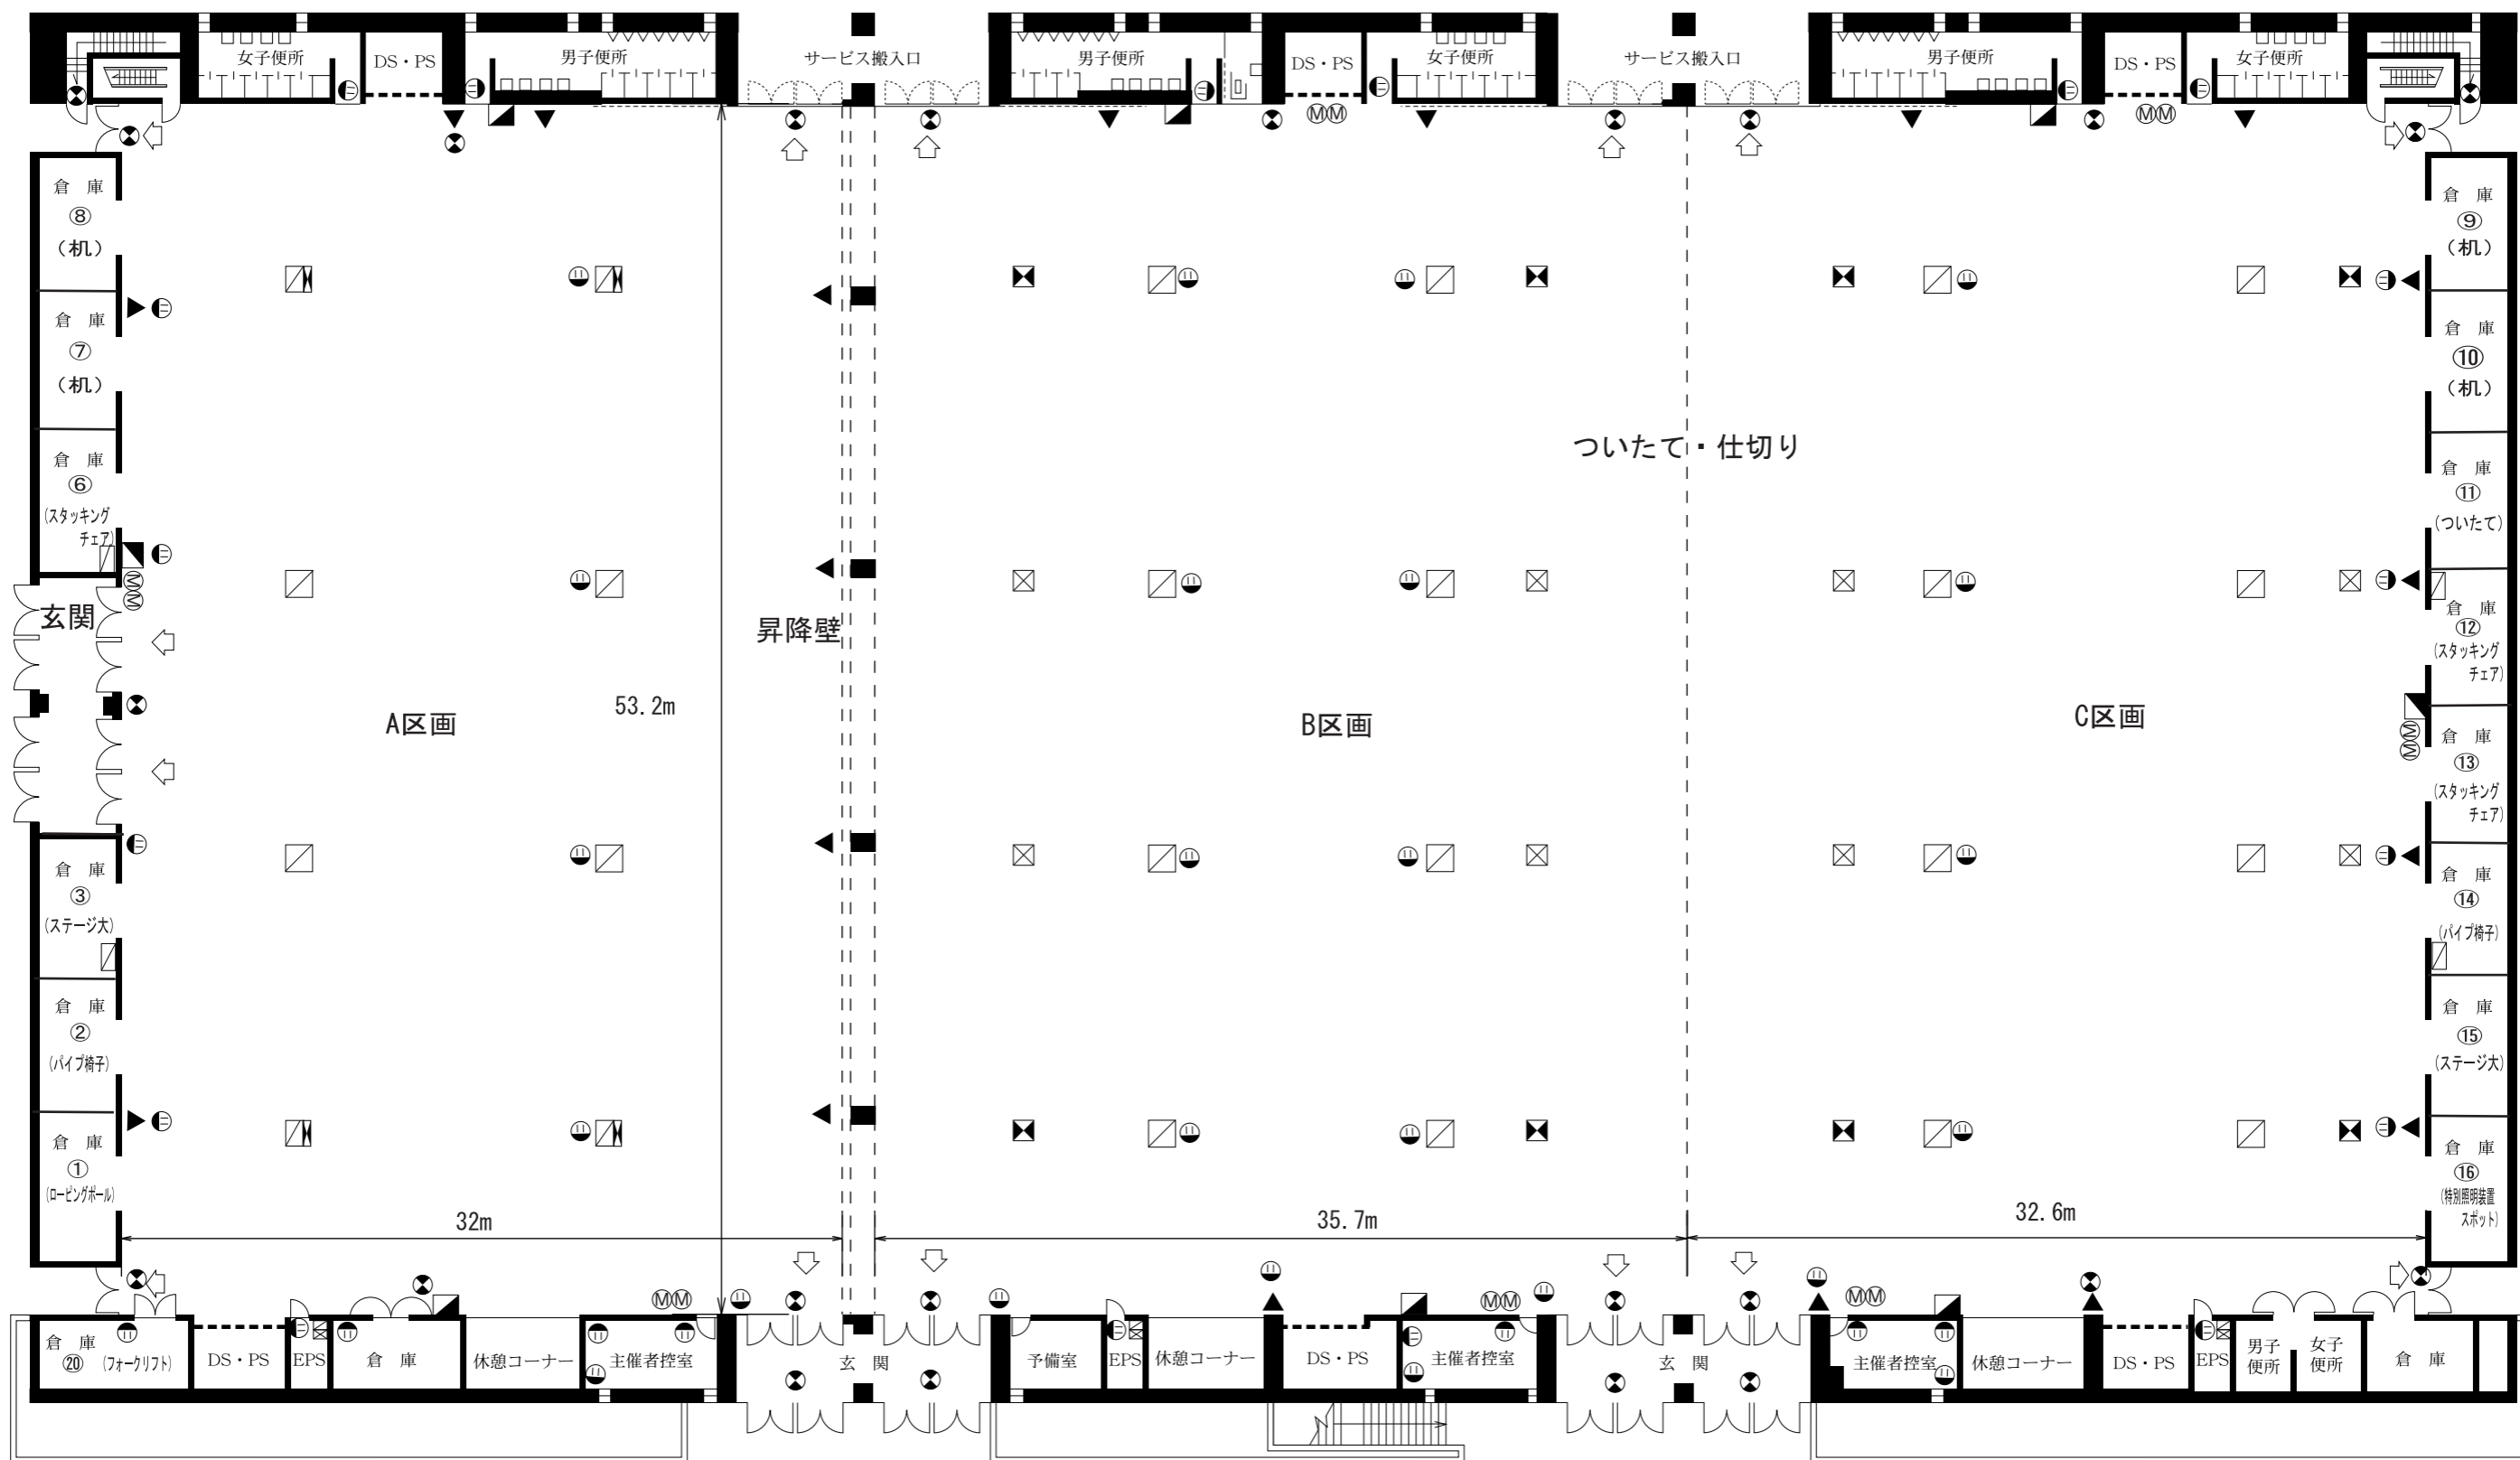 女子便所
DS・PS
男子便所
サービス搬入口
男子便所
DS・PS
女子便所
サービス搬入口
男子便所
DS・PS
女子便所
ⓂⓂ
ⓂⓂ
倉　庫
⑧
（机）
倉　庫
⑦
（机）
倉　庫
⑥
(スタッキング
チェア)
ⓂⓂ
玄関
倉　庫
③
(ステージ大)
倉　庫
②
(パイプ椅子)
倉　庫
①
(ロービングポール)
A区画
53.2m
昇降壁
B区画
ついたて・仕切り
C区画
32m
35.7m
32.6m
倉　庫
⑨
（机）
倉　庫
⑩
（机）
倉　庫
⑪
(ついたて)
倉　庫
⑫
(スタッキング
チェア)
ⓂⓂ
倉　庫
⑬
(スタッキング
チェア)
倉　庫
⑭
(パイプ椅子)
倉　庫
⑮
(ステージ大)
倉　庫
⑯
(特別照明装置
スポット)
ⓂⓂ
ⓂⓂ
ⓂⓂ
倉　庫
⑳ (フォークリフト)
DS・PS
EPS
倉　庫
休憩コーナー
主催者控室
玄　関
予備室
EPS
休憩コーナー
DS・PS
主催者控室
玄　関
主催者控室
休憩コーナー
DS・PS
EPS
男子
便所
女子
便所
倉　庫